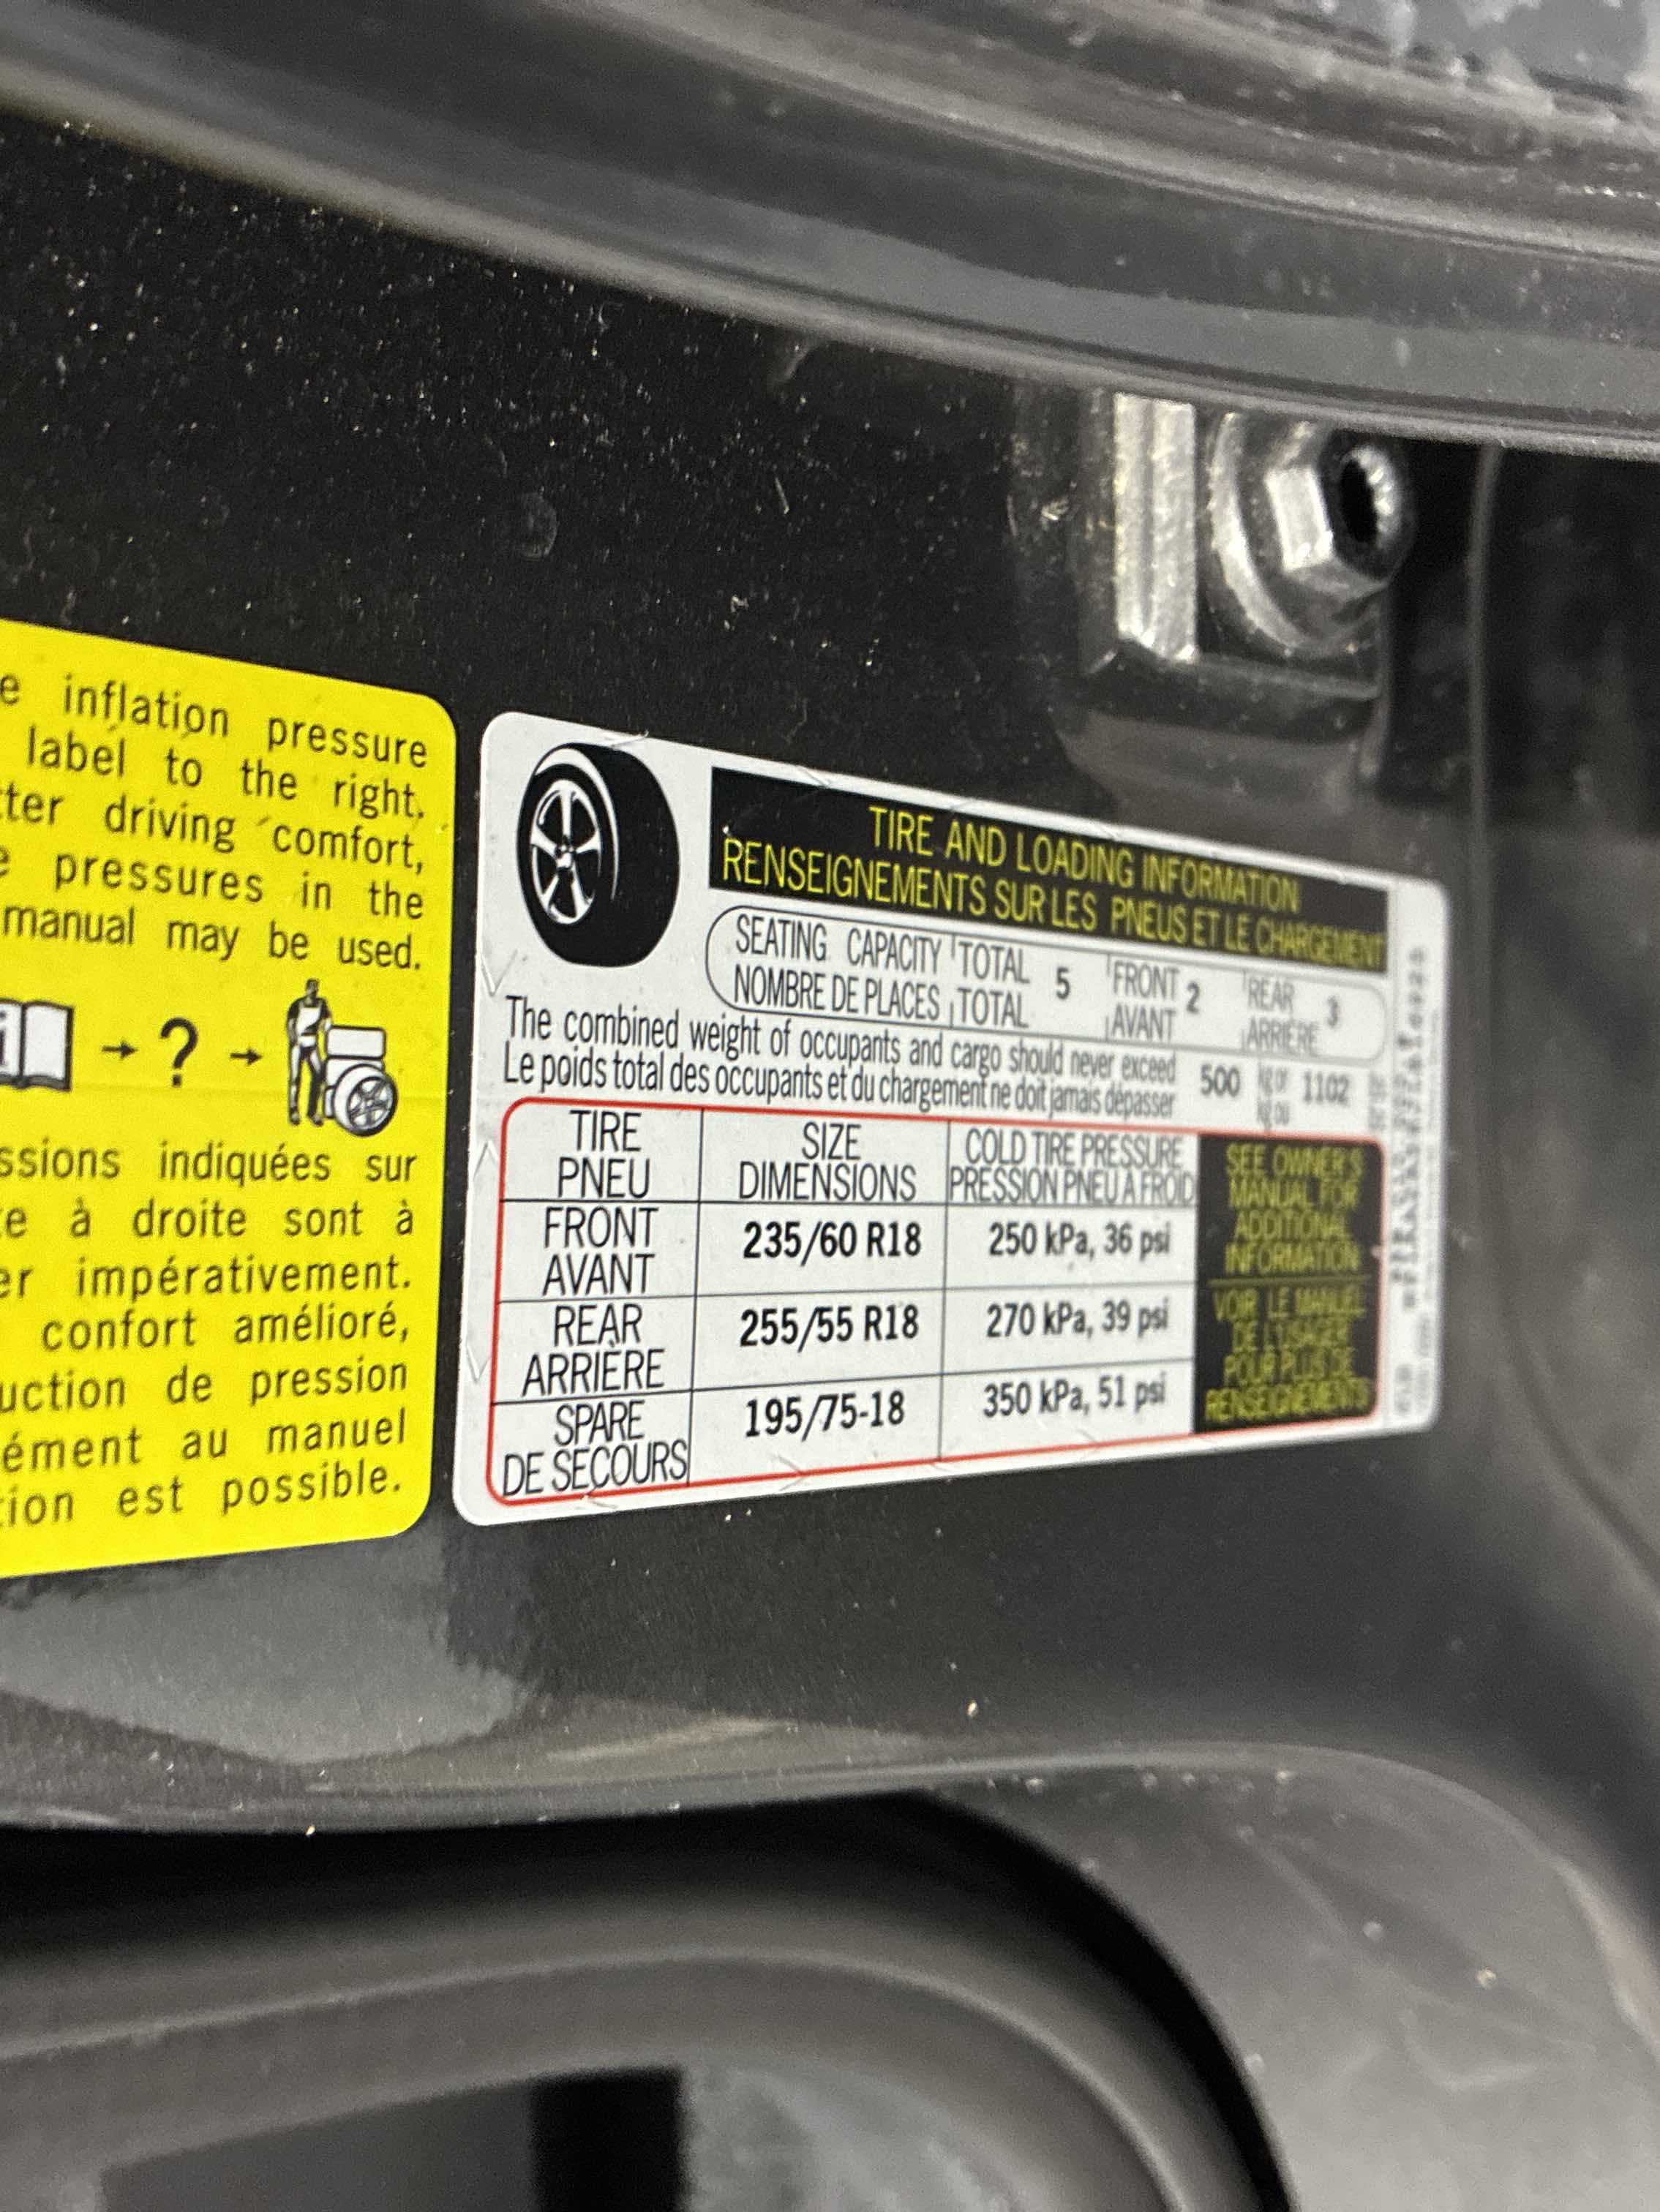 e inflation pressure
label to the right.
tter driving comfort,
e pressures in the
manual may be used.
i → ? →
ssions indiquées sur
te à droite sont à
er impérativement.
confort amélioré,
uction de pression
ément au manuel
tion est possible.
TIRE AND LOADING INFORMATION
RENSEIGNEMENTS SUR LES PNEUS ET LE CHARGEMENT
SEATING CAPACITY TOTAL 5 FRONT 2 REAR 3
NOMBRE DE PLACES TOTAL AVANT ARRIÈRE
The combined weight of occupants and cargo should never exceed 500 kg or 1102
Le poids total des occupants et du chargement ne doit jamais dépasser kg ou
TIRE SIZE COLD TIRE PRESSURE
PNEU DIMENSIONS PRESSION PNEU A FROID
FRONT 235/60 R18 250 kPa, 36 psi
AVANT
REAR 255/55 R18 270 kPa, 39 psi
ARRIÈRE
SPARE 195/75-18 350 kPa, 51 psi
DE SECOURS
SEE OWNER'S
MANUAL FOR
ADDITIONAL
INFORMATION
VOIR LE MANUEL
DE L'USAGER
POUR PLUS DE
RENSEIGNEMENTS